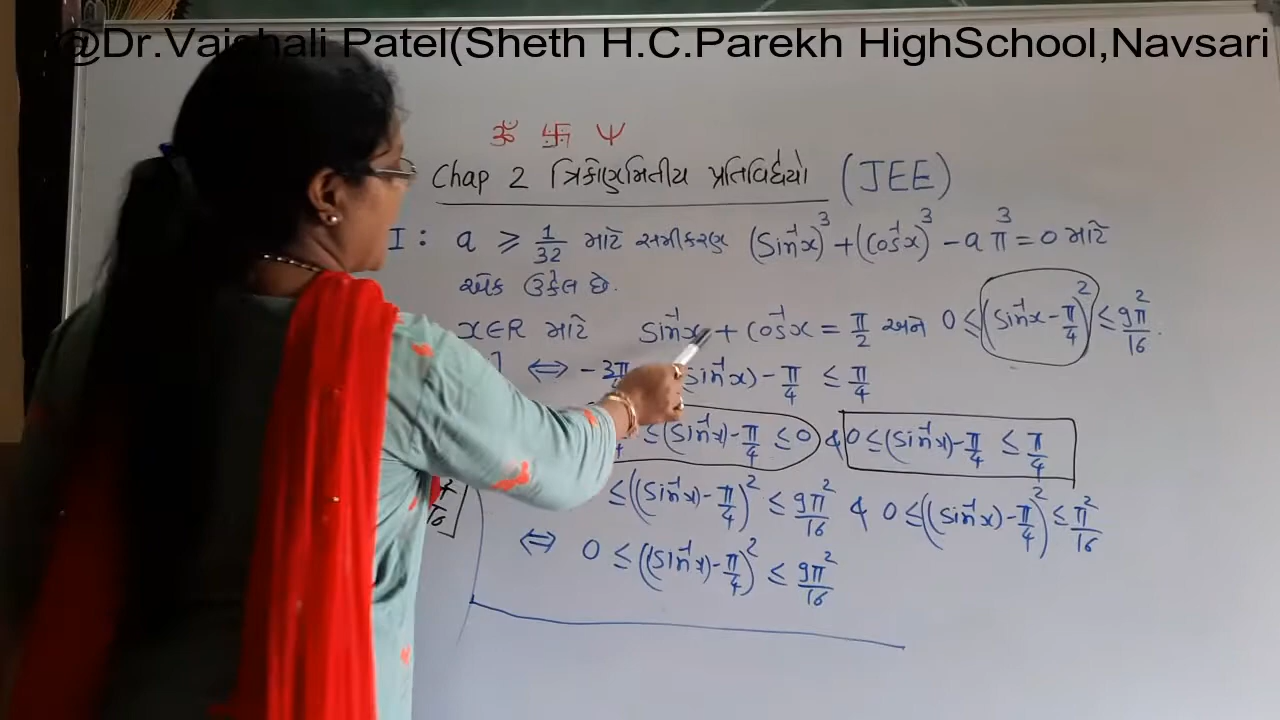 @Dr.Vaishali Patel(Sheth H.C.Parekh HighSchool,Navsari
ॐ 卐 Ψ
Chap 2 ત્રિકોણમિતીય પ્રતિવિધેયો (JEE)
I : a ≥ 1/32 માટે સમીકરણ (sin⁻¹x)³ + (cos⁻¹x)³ - aπ³ = 0 માટે
એક ઉકેલ છે.
x∈R માટે sin⁻¹x + cos⁻¹x = π/2 અને 0 ≤ (sin⁻¹x - π/4)² ≤ 9π²/16.
⇔ -3π (sin⁻¹x) - π/4 ≤ π/4
≤ (sin⁻¹x) - π/4 ≤ 0 & 0 ≤ (sin⁻¹x) - π/4 ≤ π/4
≤ ((sin⁻¹x) - π/4)² ≤ 9π²/16 & 0 ≤ ((sin⁻¹x) - π/4)² ≤ π²/16
⇔ 0 ≤ ((sin⁻¹x) - π/4)² ≤ 9π²/16